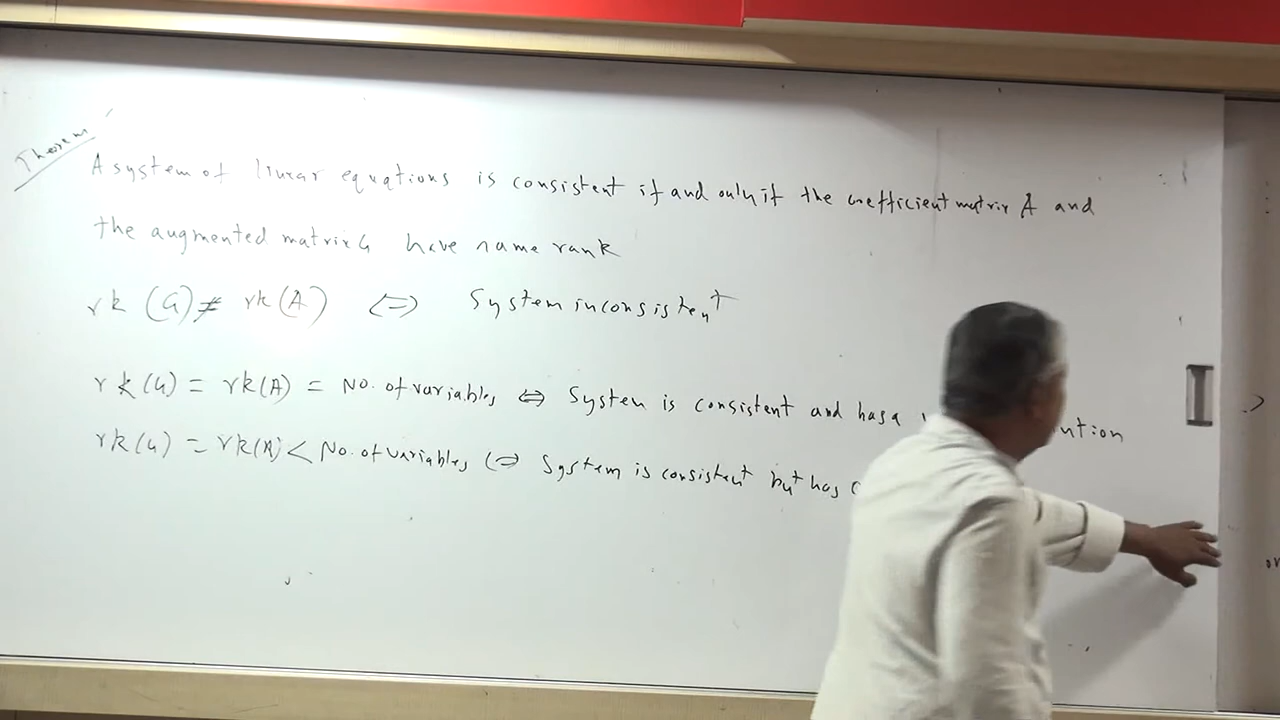 Theorem
A system of linear equations is consistent if and only if the coefficient matrix A and
the augmented matrix G have name rank
rk (G) ≠ rk (A) ⇔ System inconsistent
rk (G) = rk (A) = No. of variables ⇔ System is consistent and has a
rk (G) = rk (A) < No. of variables ⇔ System is consistent but has